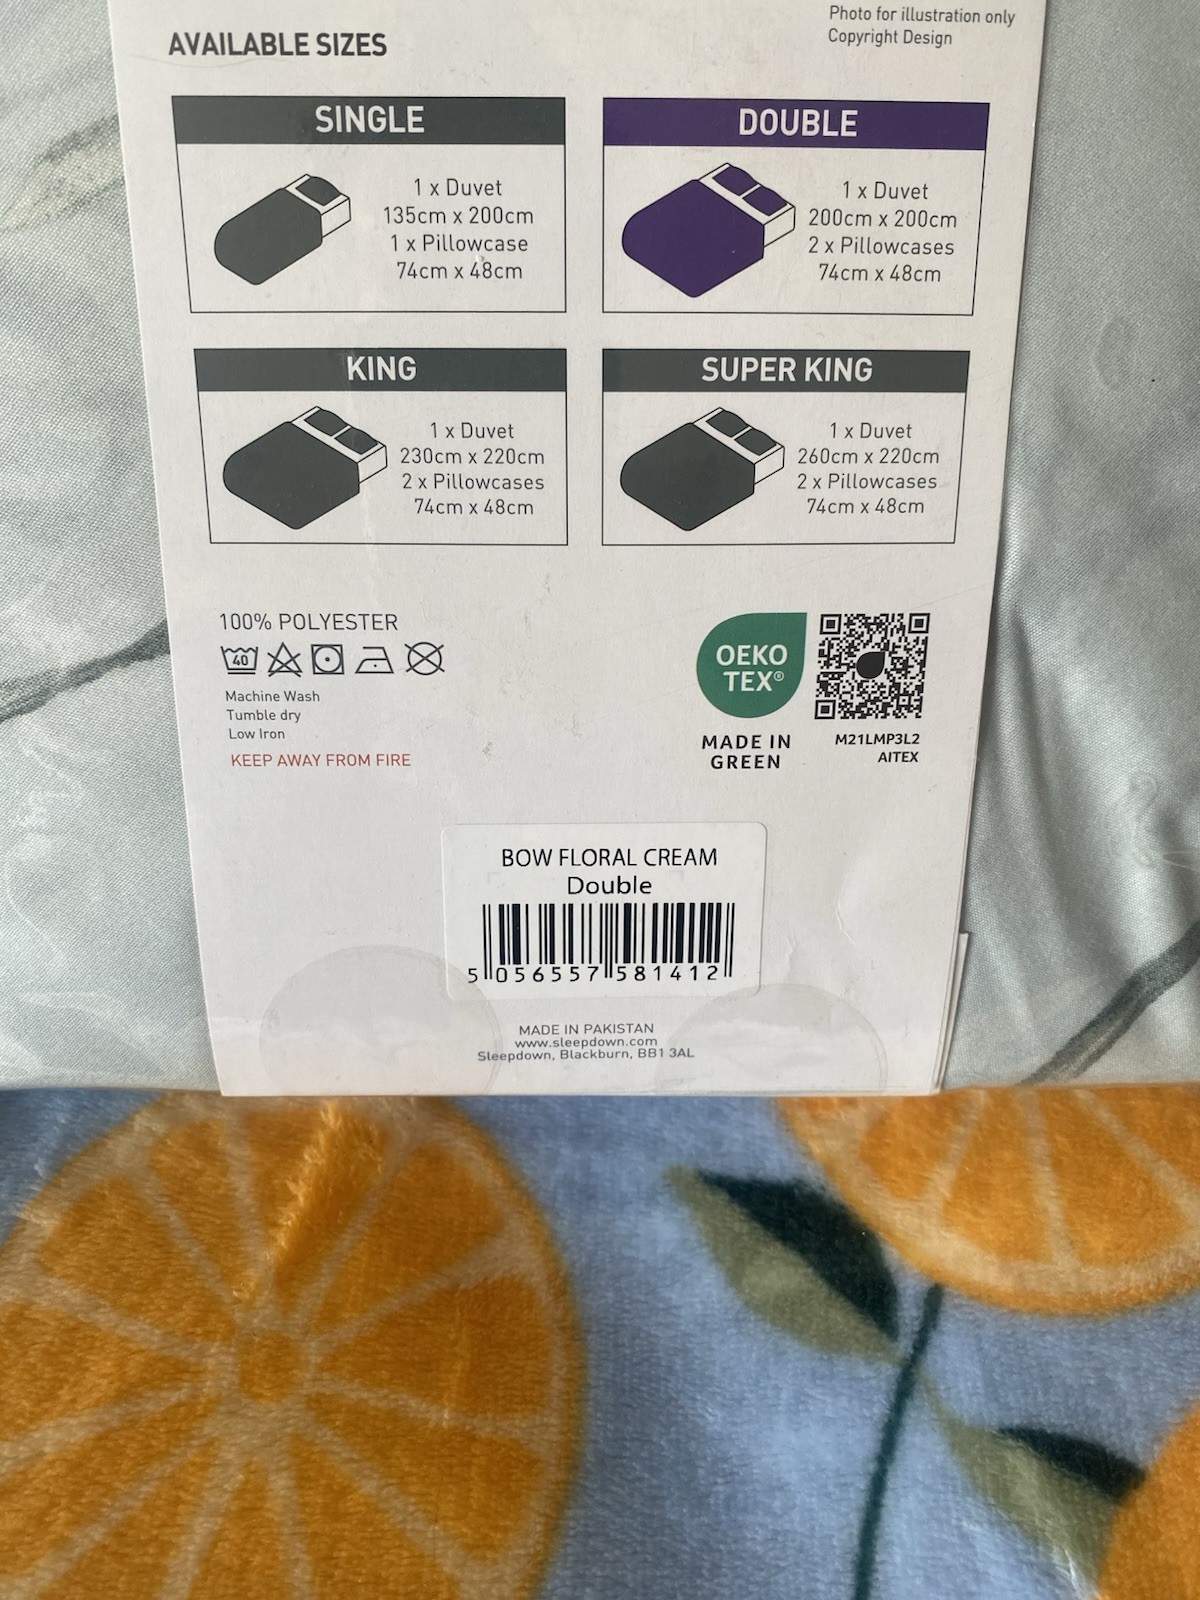 Photo for illustration only
Copyright Design
AVAILABLE SIZES
SINGLE
1 x Duvet
135cm x 200cm
1 x Pillowcase
74cm x 48cm
DOUBLE
1 x Duvet
200cm x 200cm
2 x Pillowcases
74cm x 48cm
KING
1 x Duvet
230cm x 220cm
2 x Pillowcases
74cm x 48cm
SUPER KING
1 x Duvet
260cm x 220cm
2 x Pillowcases
74cm x 48cm
100% POLYESTER
40
Machine Wash
Tumble dry
Low Iron
KEEP AWAY FROM FIRE
OEKO
TEX®
MADE IN
GREEN
M21LMP3L2
AITEX
BOW FLORAL CREAM
Double
5 056557 581412
MADE IN PAKISTAN
www.sleepdown.com
Sleepdown, Blackburn, BB1 3AL